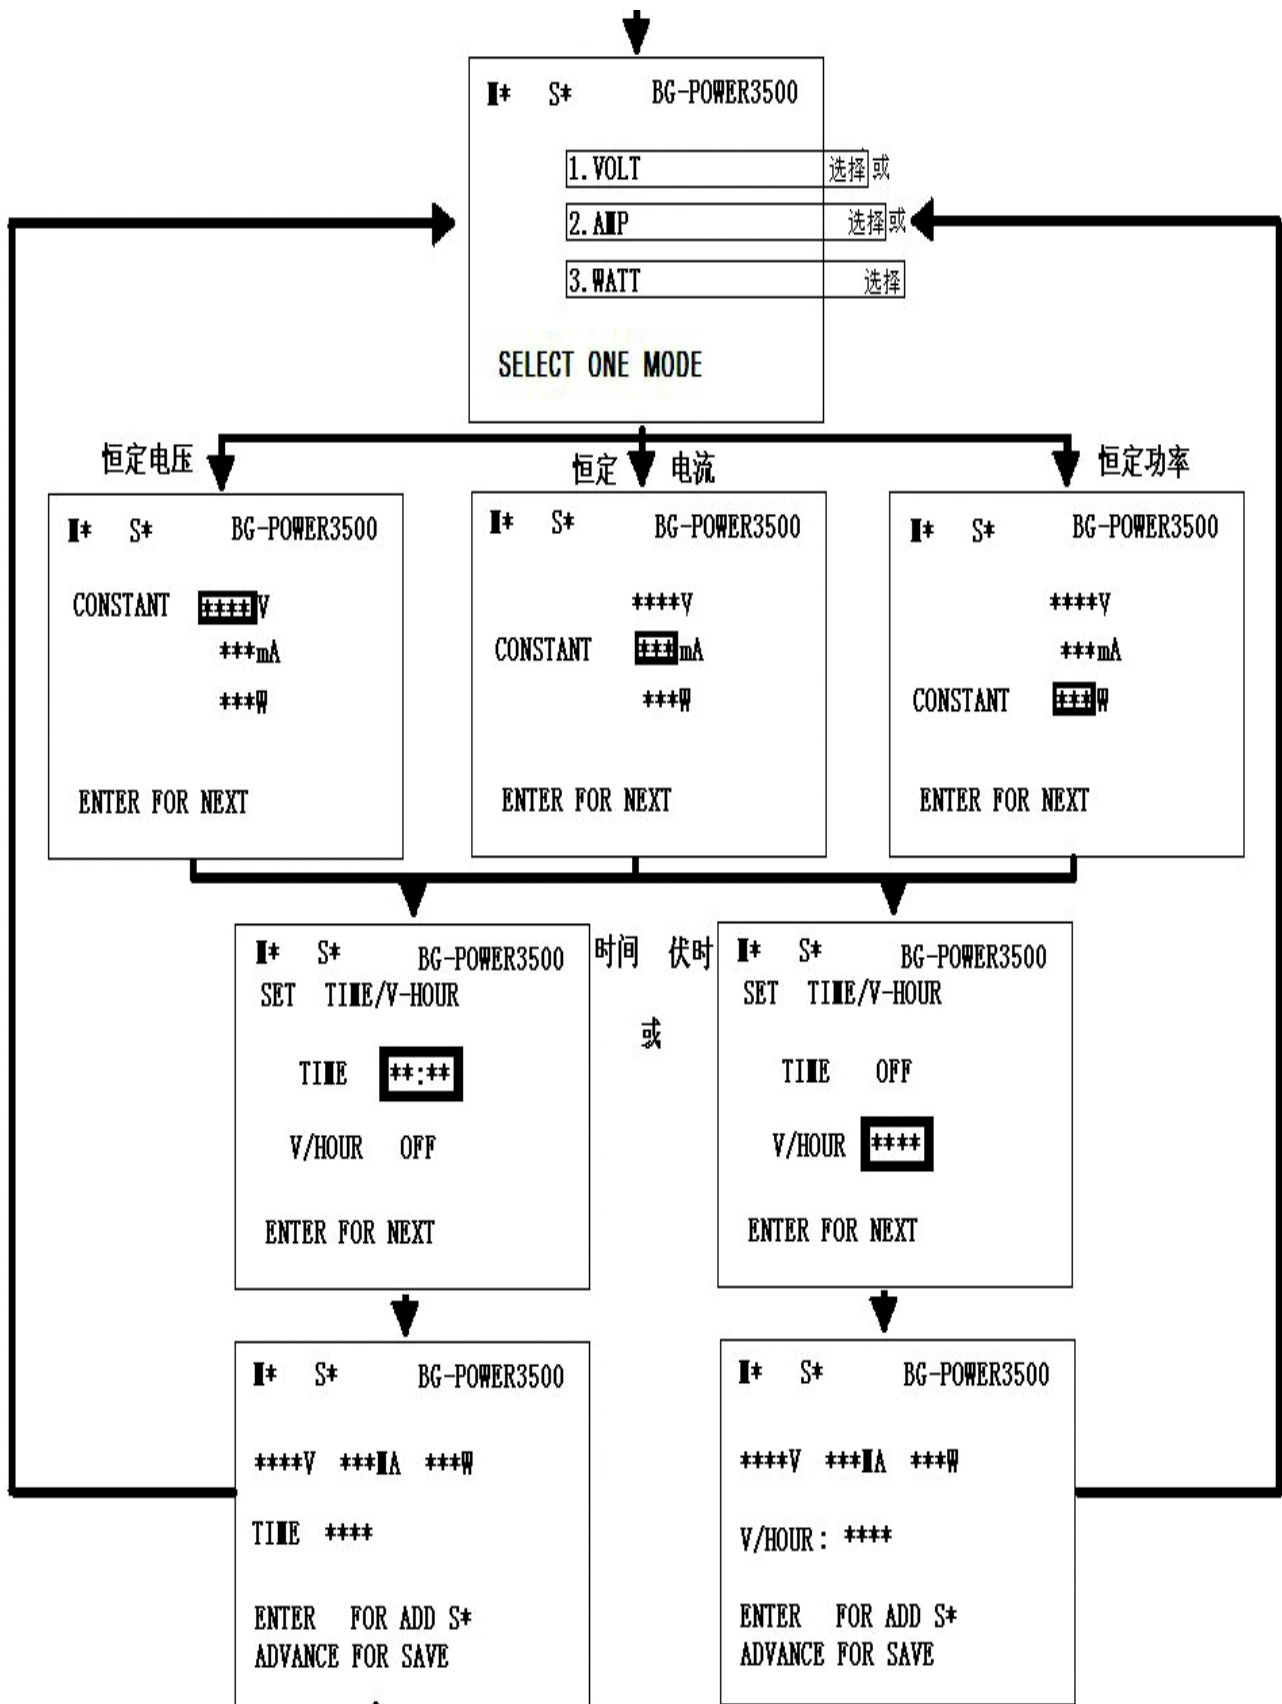 M*  S*  BG-POWER3500
1.VOLT 选择或
2.AMP 选择或
3.WATT 选择
SELECT ONE MODE
恒定电压
恒定 电流
恒定功率
M*  S*  BG-POWER3500
CONSTANT ****V
***mA
***W
ENTER FOR NEXT
M*  S*  BG-POWER3500
****V
CONSTANT ***mA
***W
ENTER FOR NEXT
M*  S*  BG-POWER3500
****V
***mA
CONSTANT ***W
ENTER FOR NEXT
时间 伏时
或
M*  S*  BG-POWER3500
SET TIME/V-HOUR
TIME **:**
V/HOUR OFF
ENTER FOR NEXT
M*  S*  BG-POWER3500
SET TIME/V-HOUR
TIME OFF
V/HOUR ****
ENTER FOR NEXT
M*  S*  BG-POWER3500
****V ***MA ***W
TIME ****
ENTER FOR ADD S*
ADVANCE FOR SAVE
M*  S*  BG-POWER3500
****V ***MA ***W
V/HOUR: ****
ENTER FOR ADD S*
ADVANCE FOR SAVE